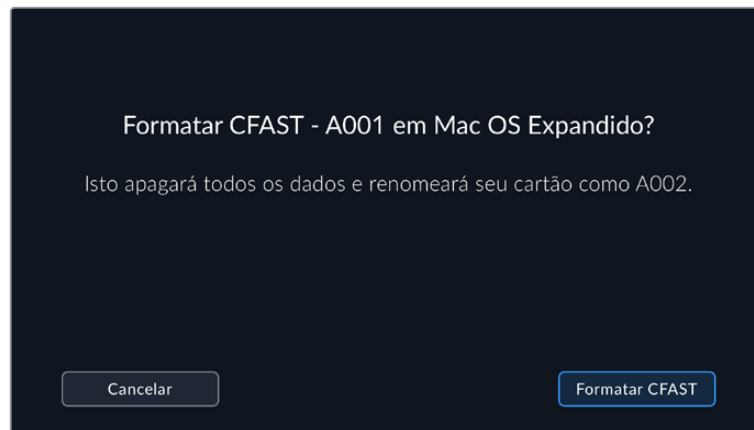 Formatar CFAST - A001 em Mac OS Expandido?
Isto apagará todos os dados e renomeará seu cartão como A002.
Cancelar
Formatar CFAST